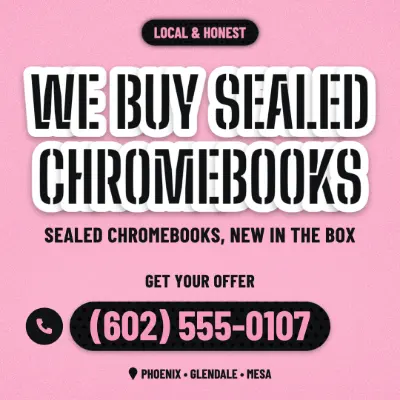 LOCAL & HONEST
WE BUY SEALED
CHROMEBOOKS
SEALED CHROMEBOOKS, NEW IN THE BOX
GET YOUR OFFER
(602) 555-0107
PHOENIX • GLENDALE • MESA